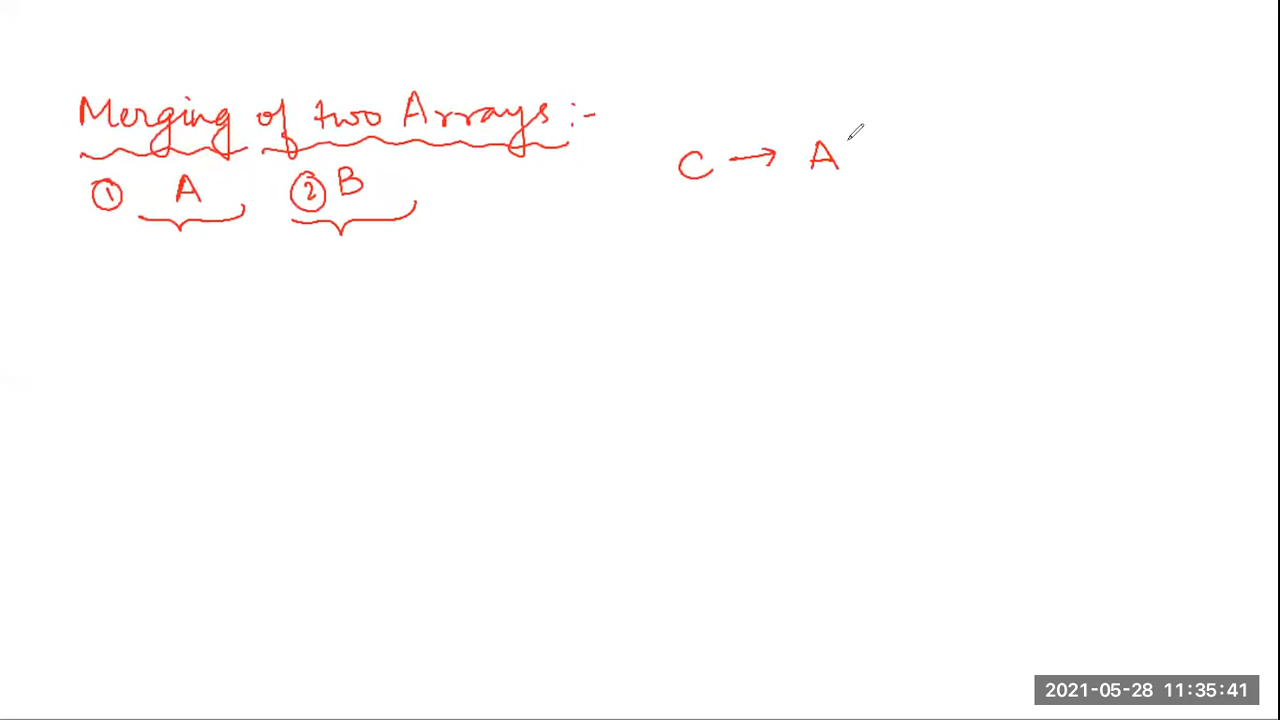 Merging of two Arrays :-
① A ② B
C → A
2021-05-28 11:35:41